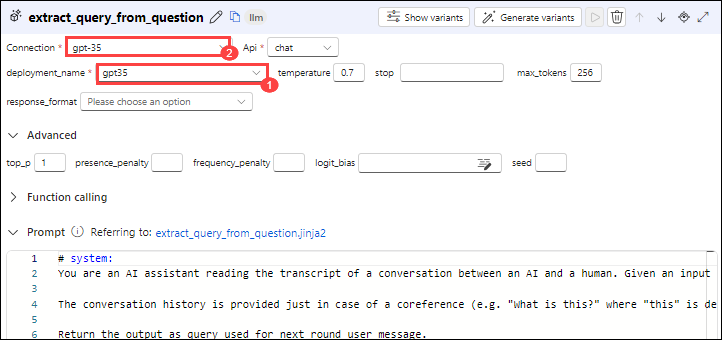 extract_query_from_question llm Show variants Generate variants
Connection * gpt-35 2 Api * chat
deployment_name * gpt35 1 temperature 0.7 stop max_tokens 256
response_format Please choose an option
Advanced
top_p 1 presence_penalty frequency_penalty logit_bias seed
Function calling
Prompt Referring to: extract_query_from_question.jinja2
1 # system:
2 You are an AI assistant reading the transcript of a conversation between an AI and a human. Given an input
3
4 The conversation history is provided just in case of a coreference (e.g. "What is this?" where "this" is de
5
6 Return the output as query used for next round user message.